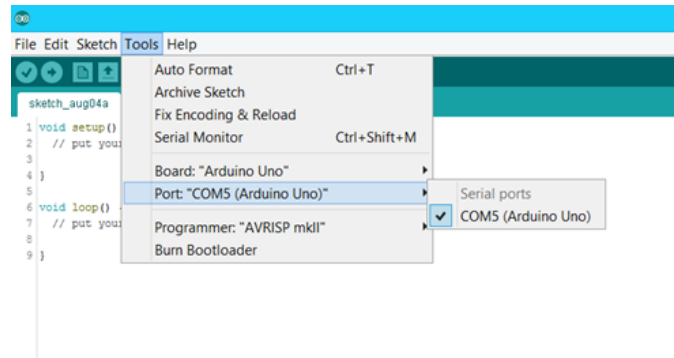 File Edit Sketch Tools Help
sketch_aug04a
Auto Format Ctrl+T
Archive Sketch
Fix Encoding & Reload
Serial Monitor Ctrl+Shift+M
Board: "Arduino Uno"
Port: "COM5 (Arduino Uno)"
Serial ports
COM5 (Arduino Uno)
Programmer: "AVRISP mkII"
Burn Bootloader
1 void setup()
2 // put you
3
4 }
5
6 void loop()
7 // put you
8
9 }